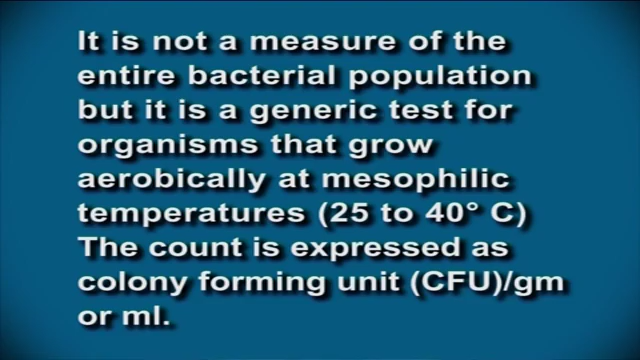 It is not a measure of the
entire bacterial population
but it is a generic test for
organisms that grow
aerobically at mesophilic
temperatures (25 to 40° C)
The count is expressed as
colony forming unit (CFU)/gm
or ml.